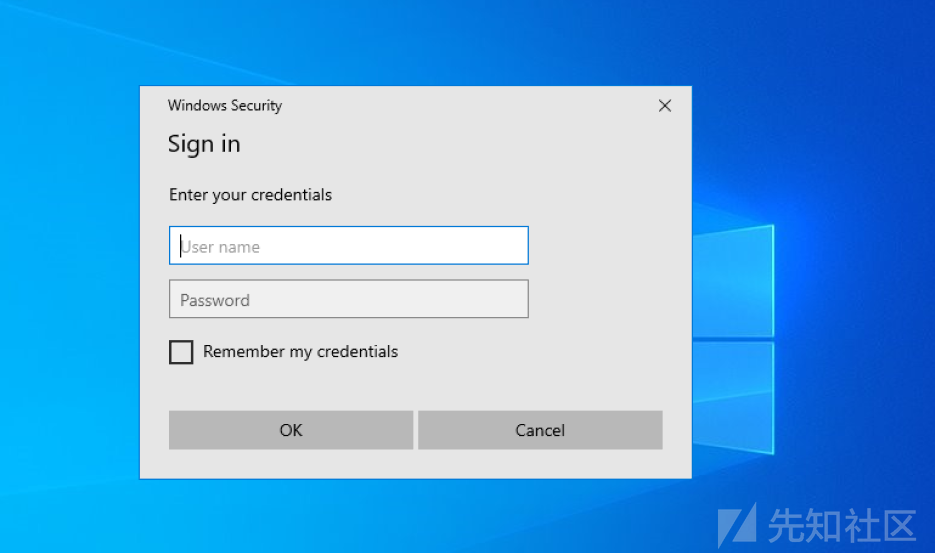 Windows Security
Sign in
Enter your credentials
User name
Password
Remember my credentials
OK
Cancel
先知社区